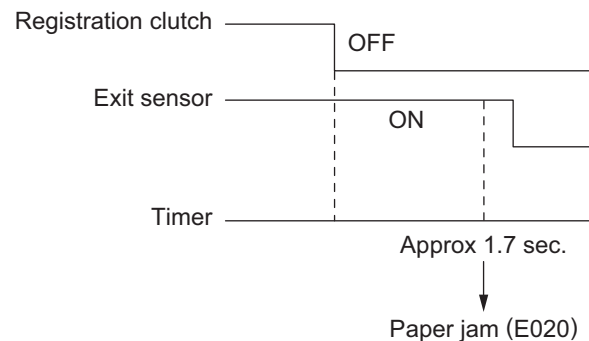 Registration clutch
OFF
Exit sensor
ON
Timer
Approx 1.7 sec.
Paper jam (E020)